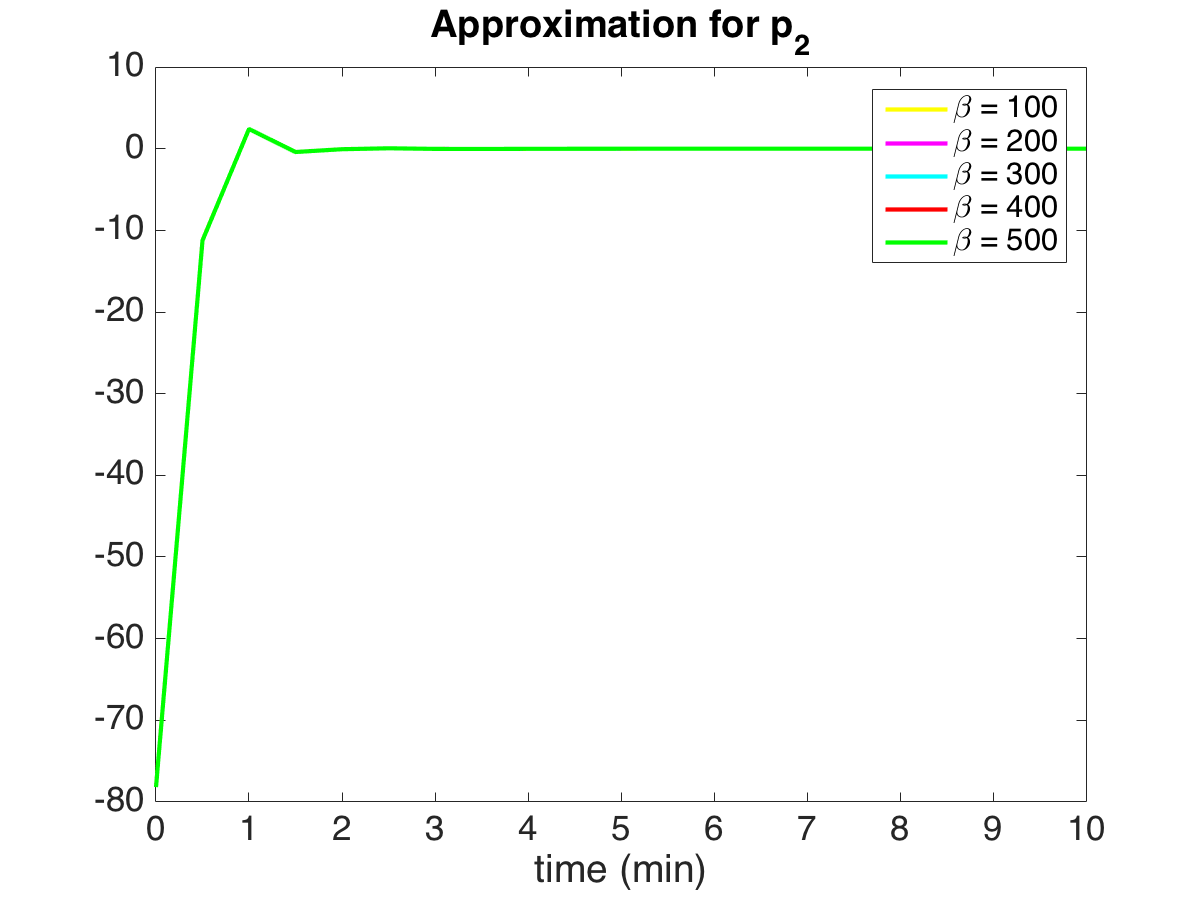 Approximation for p2
10
0
-10
-20
-30
-40
-50
-60
-70
-80
β = 100
β = 200
β = 300
β = 400
β = 500
0 1 2 3 4 5 6 7 8 9 10
time (min)